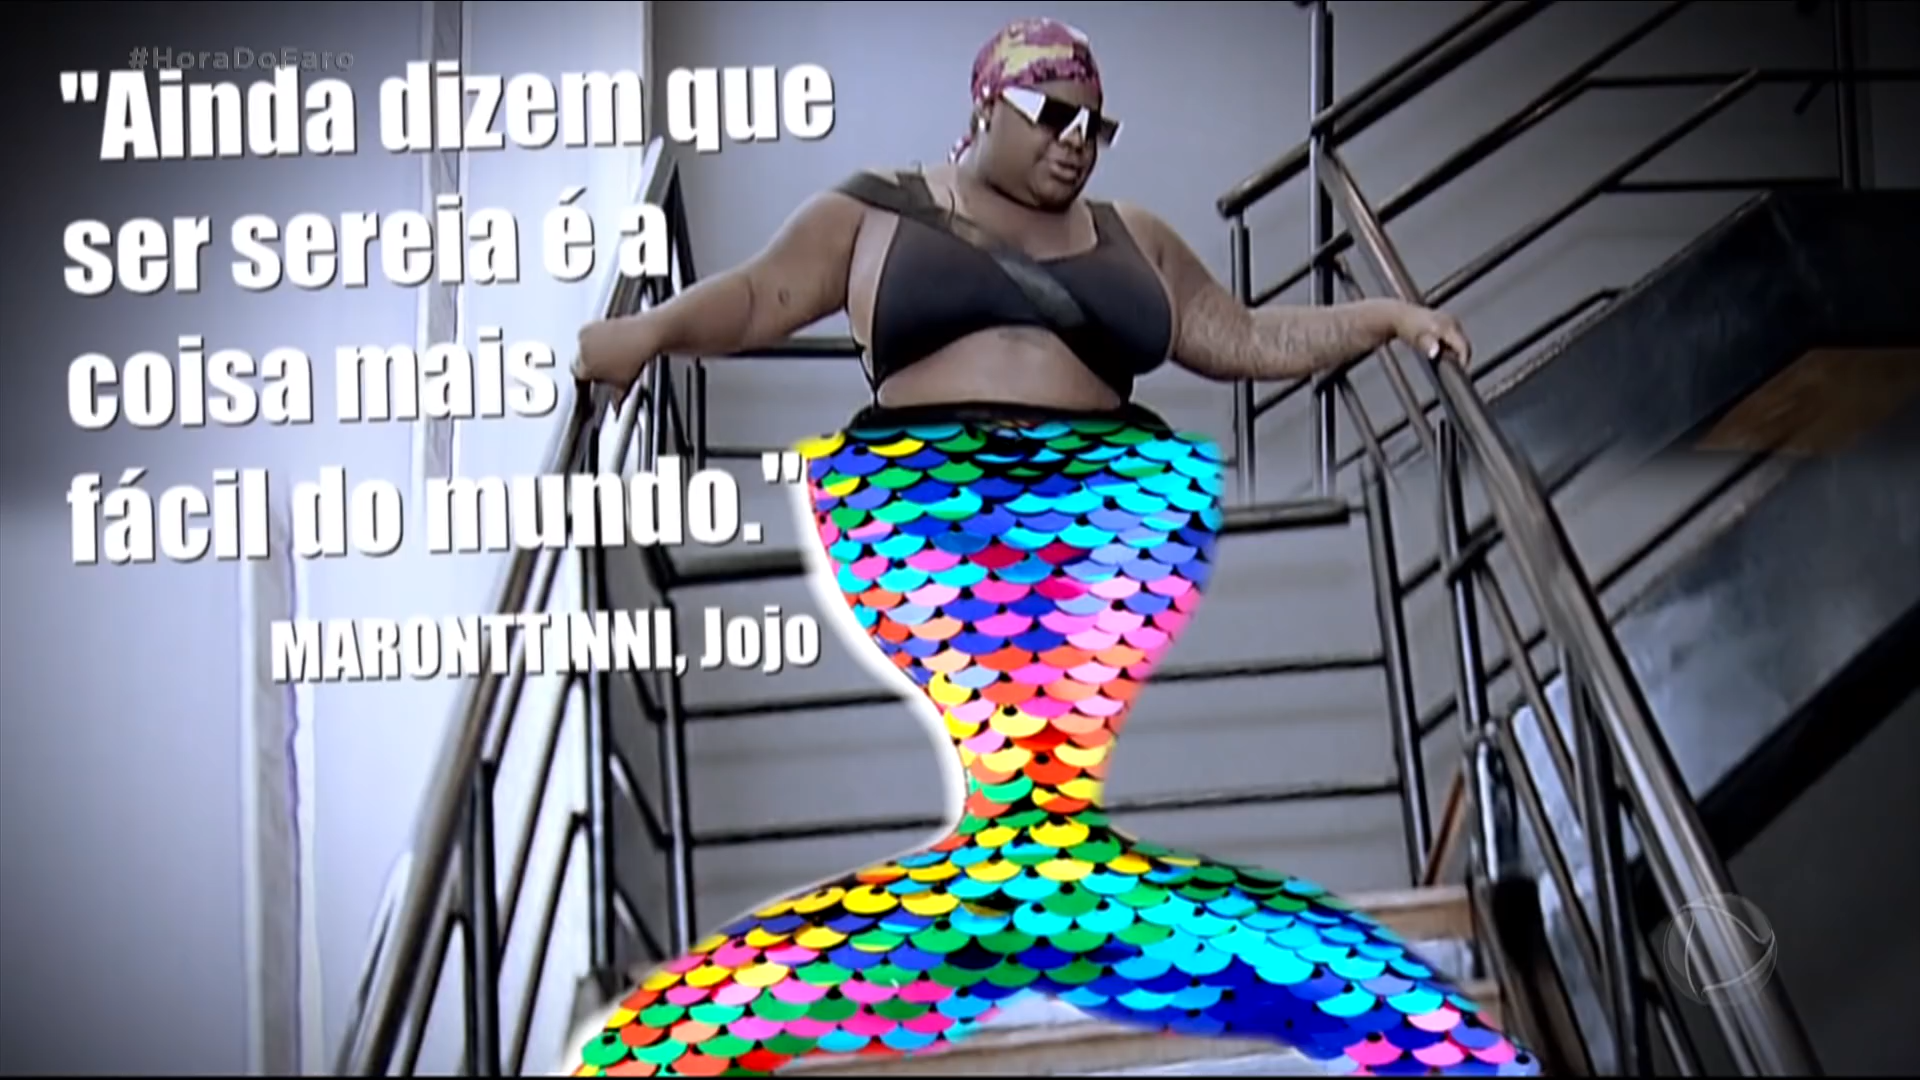 #HoraDoFaro
"Ainda dizem que
ser sereia é a
coisa mais
fácil do mundo."
MARONTTINNI, Jojo